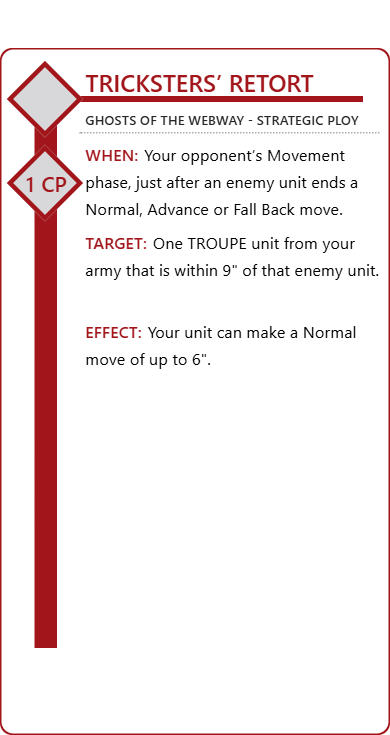 TRICKSTERS’ RETORT
GHOSTS OF THE WEBWAY - STRATEGIC PLOY
WHEN: Your opponent’s Movement
phase, just after an enemy unit ends a
1 CP
Normal, Advance or Fall Back move.
TARGET: One TROUPE unit from your
army that is within 9" of that enemy unit.
EFFECT: Your unit can make a Normal
move of up to 6".